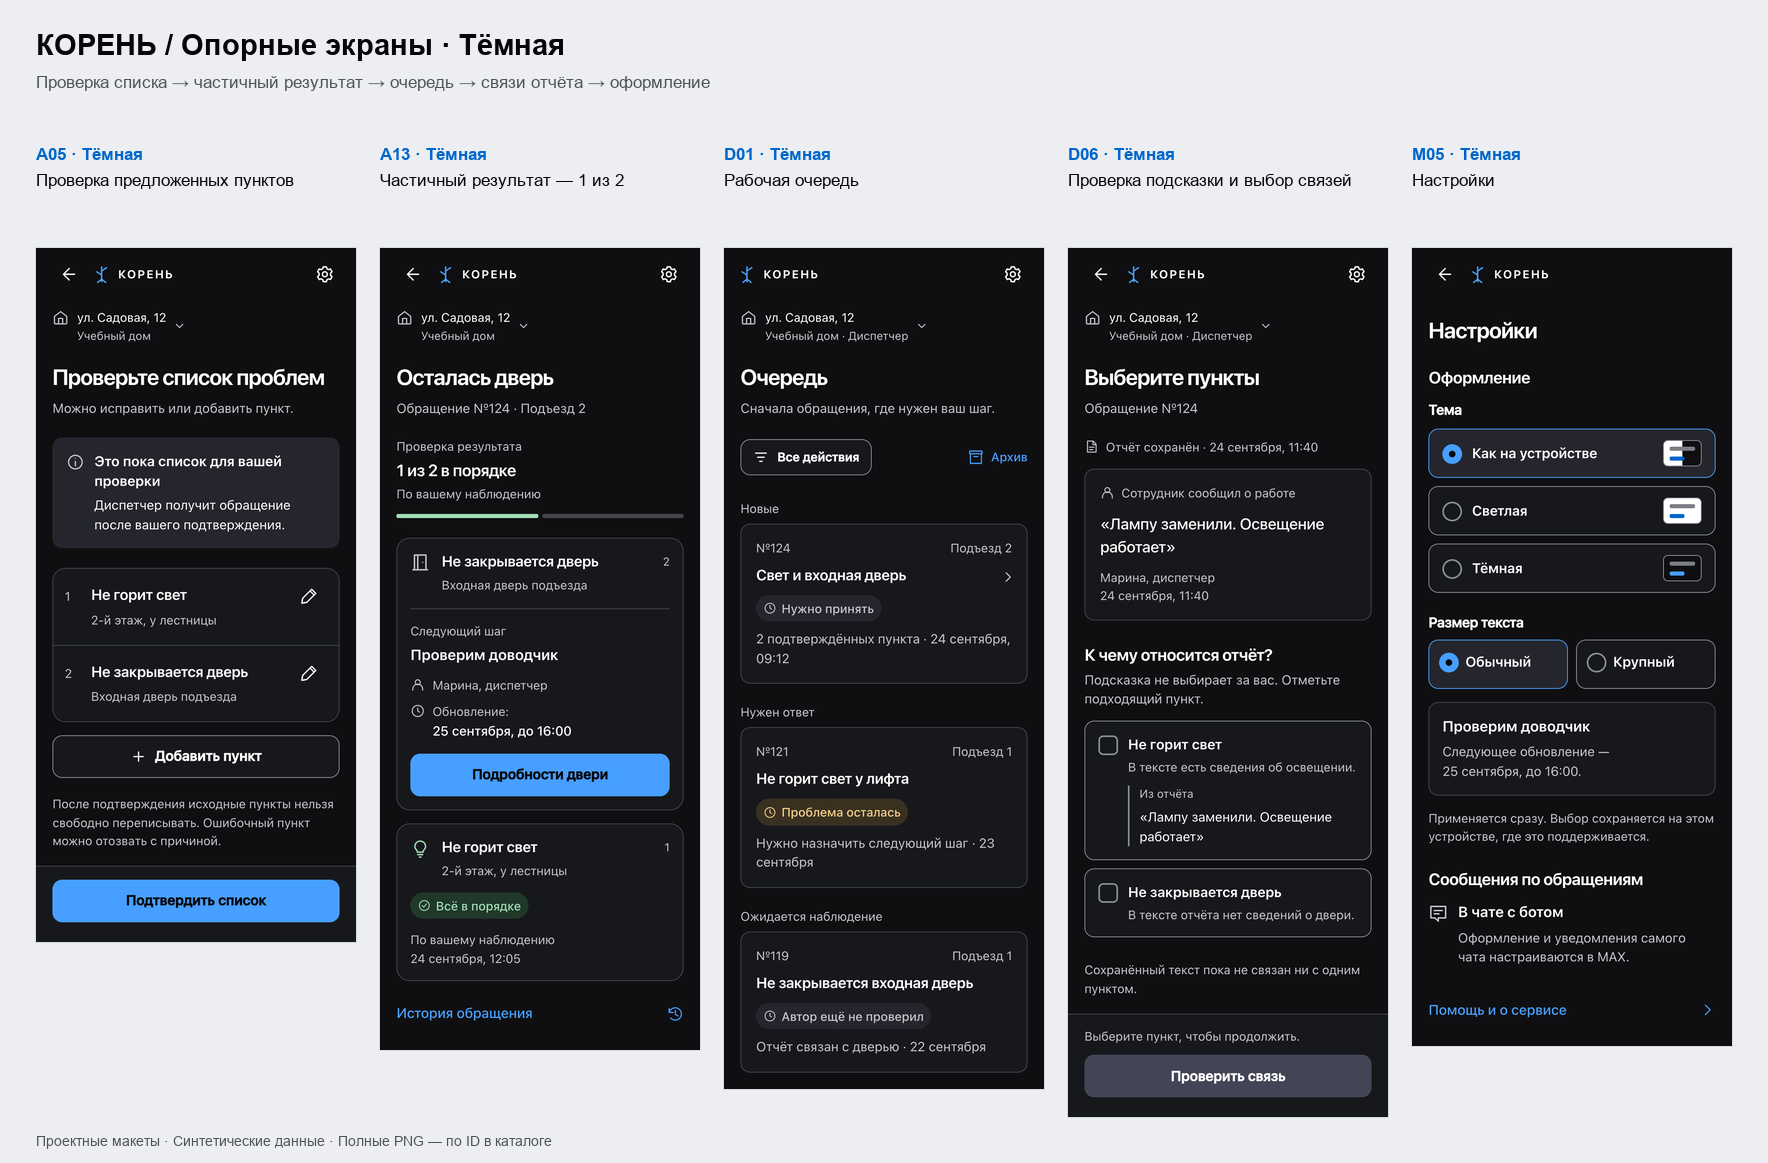 КОРЕНЬ / Опорные экраны · Тёмная
Проверка списка → частичный результат → очередь → связи отчёта → оформление
A05 · Тёмная
Проверка предложенных пунктов
КОРЕНЬ
ул. Садовая, 12
Учебный дом
Проверьте список проблем
Можно исправить или добавить пункт.
Это пока список для вашей
проверки
Диспетчер получит обращение
после вашего подтверждения.
1 Не горит свет
2-й этаж, у лестницы
2 Не закрывается дверь
Входная дверь подъезда
+ Добавить пункт
После подтверждения исходные пункты нельзя
свободно переписывать. Ошибочный пункт
можно отозвать с причиной.
Подтвердить список
A13 · Тёмная
Частичный результат — 1 из 2
КОРЕНЬ
ул. Садовая, 12
Учебный дом
Осталась дверь
Обращение №124 · Подъезд 2
Проверка результата
1 из 2 в порядке
По вашему наблюдению
Не закрывается дверь 2
Входная дверь подъезда
Следующий шаг
Проверим доводчик
Марина, диспетчер
Обновление:
25 сентября, до 16:00
Подробности двери
Не горит свет 1
2-й этаж, у лестницы
Всё в порядке
По вашему наблюдению
24 сентября, 12:05
История обращения
D01 · Тёмная
Рабочая очередь
КОРЕНЬ
ул. Садовая, 12
Учебный дом · Диспетчер
Очередь
Сначала обращения, где нужен ваш шаг.
Все действия Архив
Новые
№124 Подъезд 2
Свет и входная дверь
Нужно принять
2 подтверждённых пункта · 24 сентября,
09:12
Нужен ответ
№121 Подъезд 1
Не горит свет у лифта
Проблема осталась
Нужно назначить следующий шаг · 23
сентября
Ожидается наблюдение
№119 Подъезд 1
Не закрывается входная дверь
Автор ещё не проверил
Отчёт связан с дверью · 22 сентября
D06 · Тёмная
Проверка подсказки и выбор связей
КОРЕНЬ
ул. Садовая, 12
Учебный дом · Диспетчер
Выберите пункты
Обращение №124
Отчёт сохранён · 24 сентября, 11:40
Сотрудник сообщил о работе
«Лампу заменили. Освещение
работает»
Марина, диспетчер
24 сентября, 11:40
К чему относится отчёт?
Подсказка не выбирает за вас. Отметьте
подходящий пункт.
Не горит свет
В тексте есть сведения об освещении.
Из отчёта
«Лампу заменили. Освещение
работает»
Не закрывается дверь
В тексте отчёта нет сведений о двери.
Сохранённый текст пока не связан ни с одним
пунктом.
Выберите пункт, чтобы продолжить.
Проверить связь
M05 · Тёмная
Настройки
КОРЕНЬ
Настройки
Оформление
Тема
Как на устройстве
Светлая
Тёмная
Размер текста
Обычный Крупный
Проверим доводчик
Следующее обновление —
25 сентября, до 16:00.
Применяется сразу. Выбор сохраняется на этом
устройстве, где это поддерживается.
Сообщения по обращениям
В чате с ботом
Оформление и уведомления самого
чата настраиваются в MAX.
Помощь и о сервисе
Проектные макеты · Синтетические данные · Полные PNG — по ID в каталоге